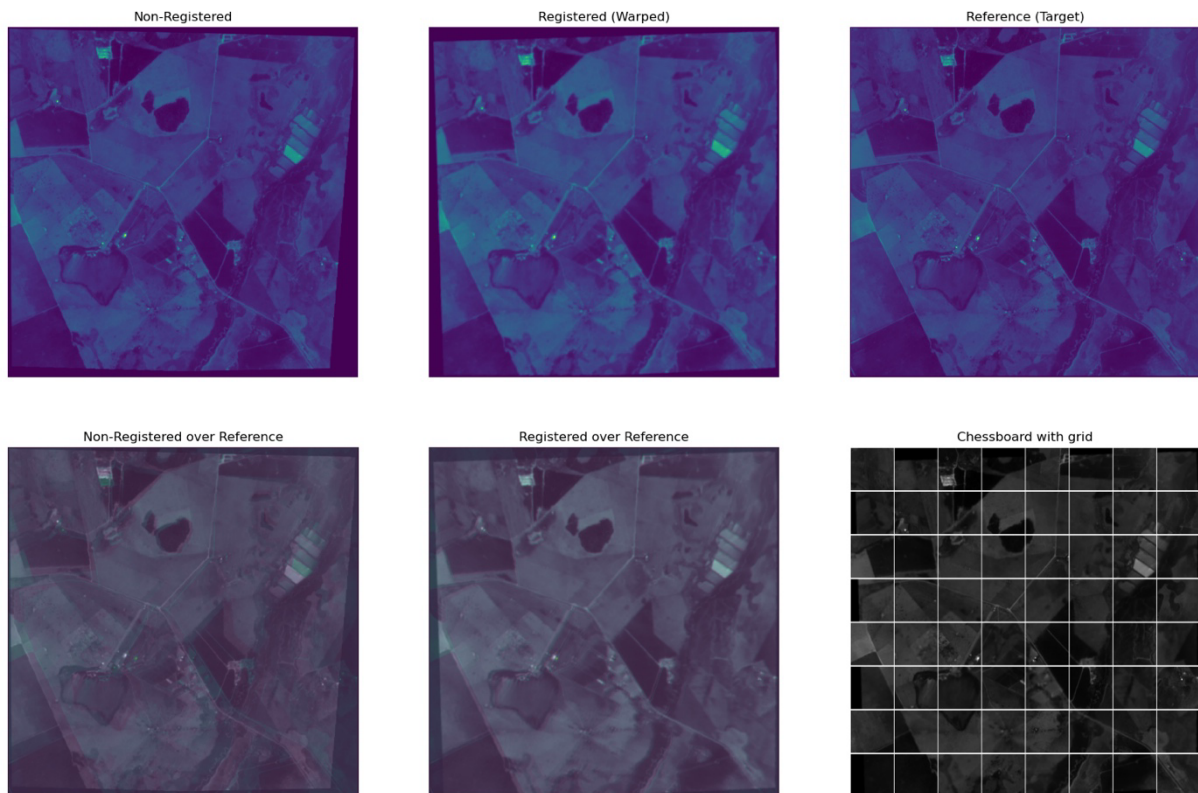 Non-Registered
Registered (Warped)
Reference (Target)
Non-Registered over Reference
Registered over Reference
Chessboard with grid